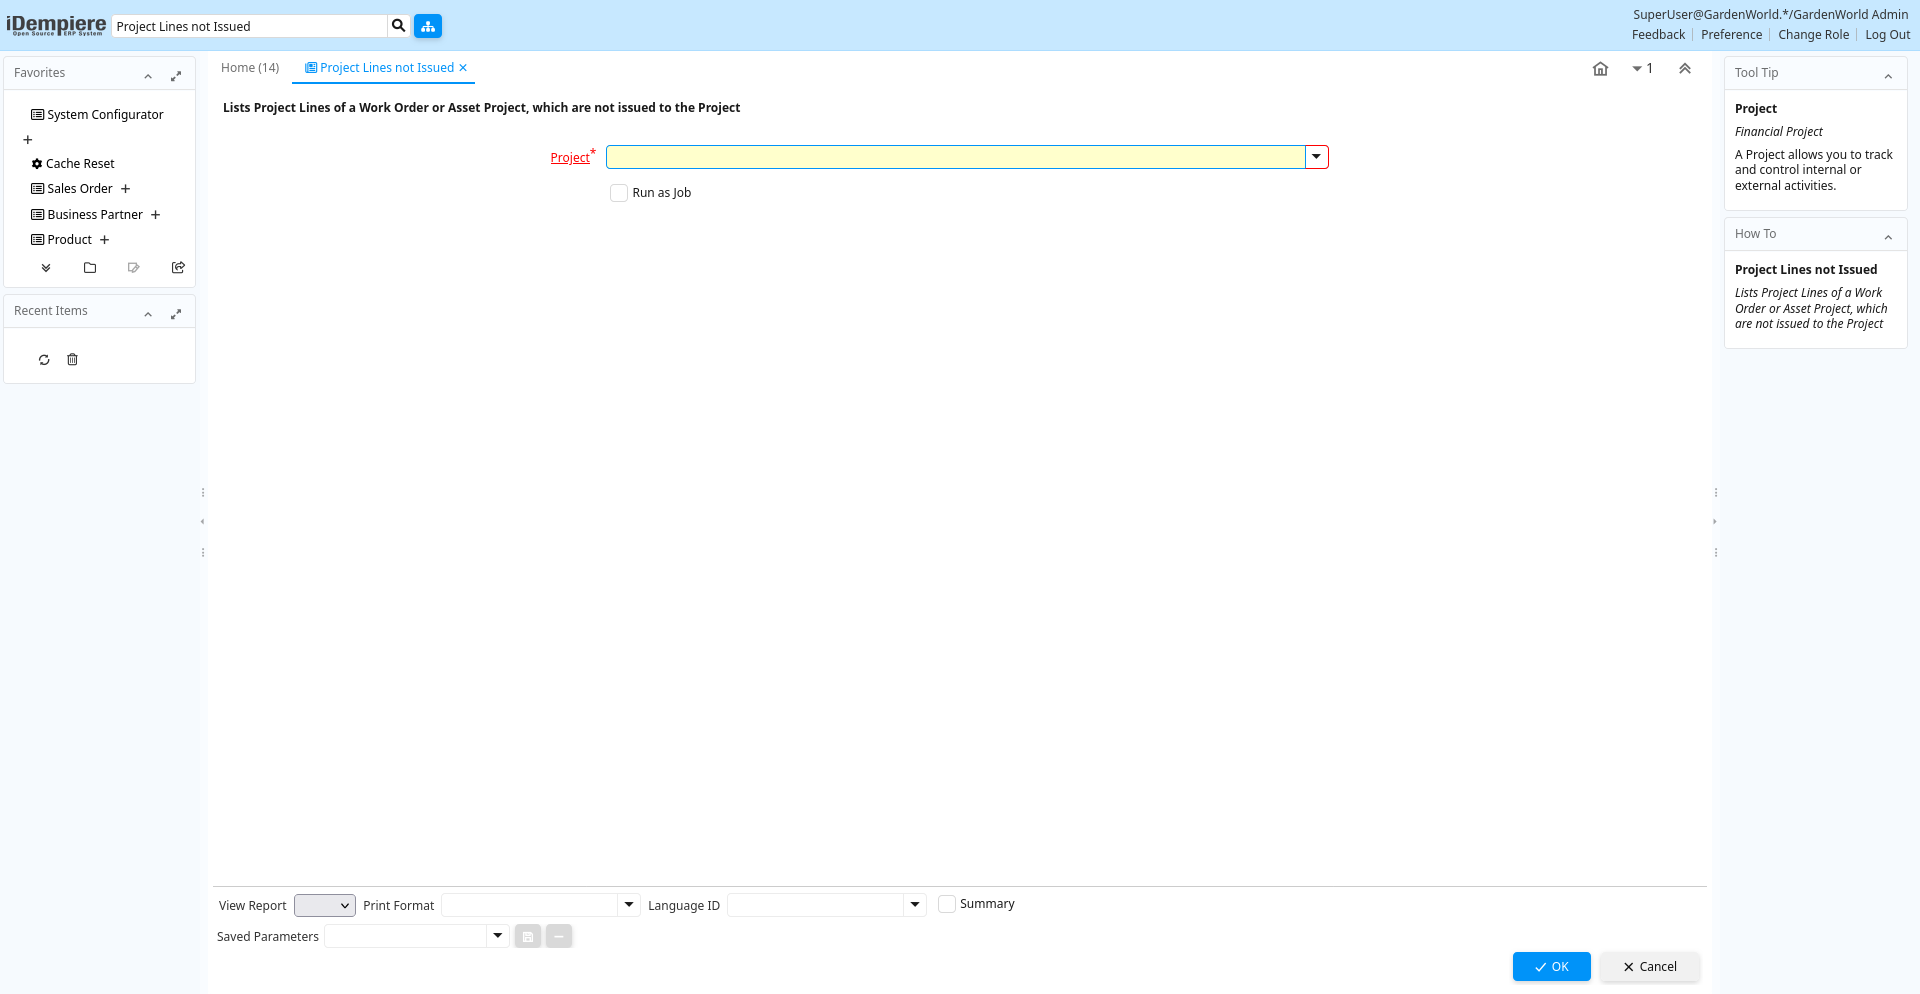 iDempiere
Open Source ERP System
Project Lines not Issued
SuperUser@GardenWorld.*/GardenWorld Admin
Feedback
Preference
Change Role
Log Out
Favorites
System Configurator
Cache Reset
Sales Order
Business Partner
Product
Recent Items
Home (14)
Project Lines not Issued
1
Lists Project Lines of a Work Order or Asset Project, which are not issued to the Project
Project*
Run as Job
Tool Tip
Project
Financial Project
A Project allows you to track
and control internal or
external activities.
How To
Project Lines not Issued
Lists Project Lines of a Work
Order or Asset Project, which
are not issued to the Project
View Report
Print Format
Language ID
Summary
Saved Parameters
OK
Cancel